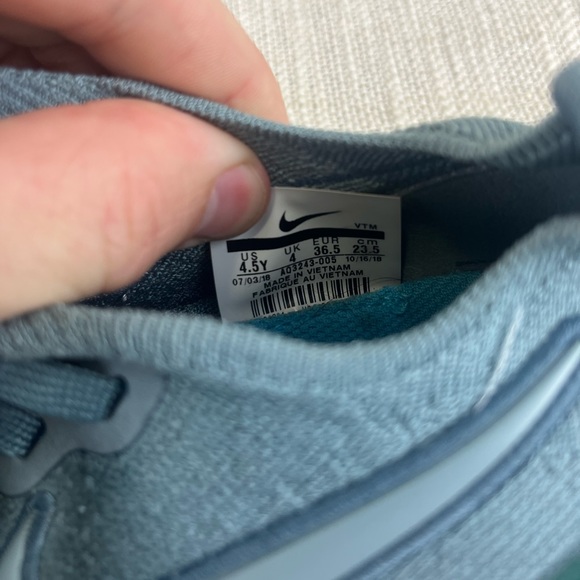 VTM
US UK EUR cm
4.5Y 4 36.5 23.5
07/03/18 AO3243-005 10/16/18
MADE IN VIETNAM
FABRIQUE AU VIETNAM